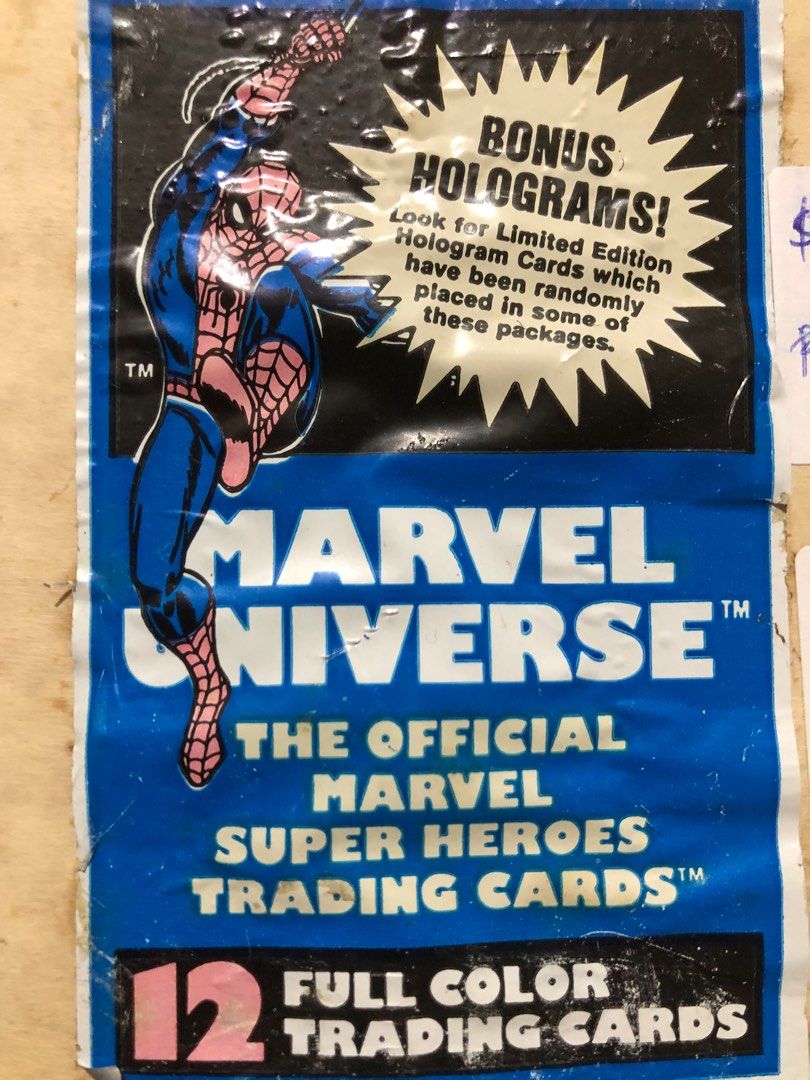 BONUS
HOLOGRAMS!
Look for Limited Edition
Hologram Cards which
have been randomly
placed in some of
these packages.
TM
MARVEL
UNIVERSE™
THE OFFICIAL
MARVEL
SUPER HEROES
TRADING CARDS™
12 FULL COLOR
TRADING CARDS
$